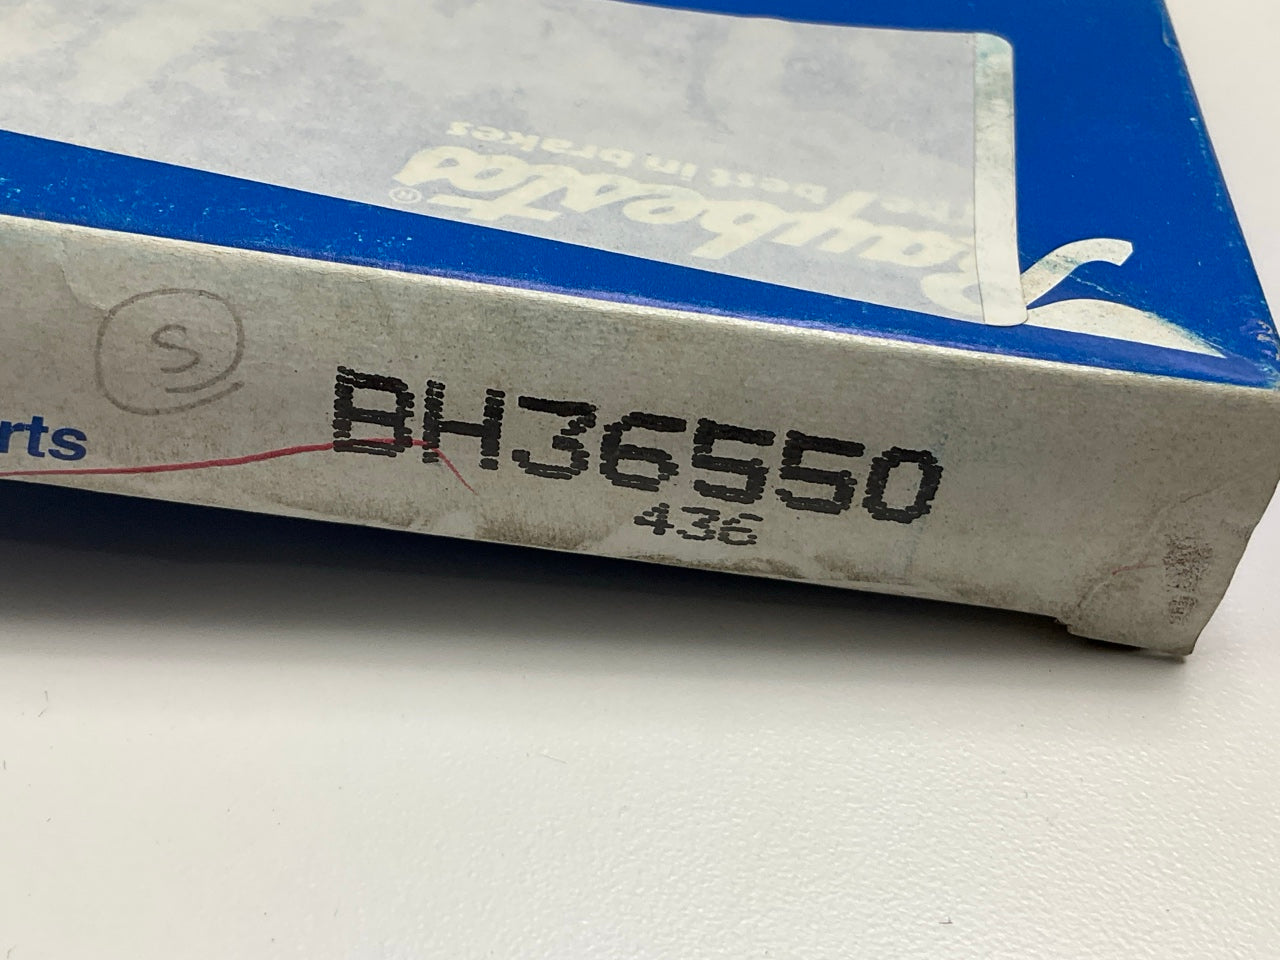 Raybestos®
The best in brakes
S
rts
BH36550
436